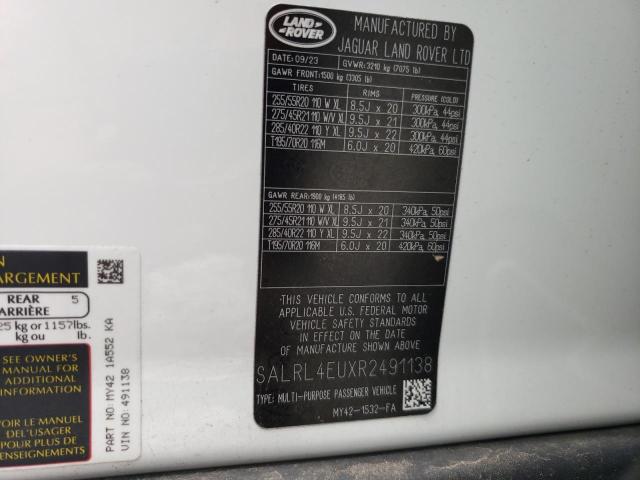 LAND
ROVER
MANUFACTURED BY
JAGUAR LAND ROVER LTD
DATE: 09/23 GVWR: 3210 kg (7075 lb)
GAWR FRONT: 1500 kg (3305 lb)
TIRES RIMS PRESSURE (COLD)
255/55R20 110 W XL 8.5J x 20 300kPa, 44psi
275/45R21 110 W/V XL 9.5J x 21 300kPa, 44psi
285/40R22 110 Y XL 9.5J x 22 300kPa, 44psi
T195/70R20 116M 6.0J x 20 420kPa, 60psi
GAWR REAR: 1900 kg (4185 lb)
255/55R20 110 W XL 8.5J x 20 340kPa, 50psi
275/45R21 110 W/V XL 9.5J x 21 340kPa, 50psi
285/40R22 110 Y XL 9.5J x 22 340kPa, 50psi
T195/70R20 116M 6.0J x 20 420kPa, 60psi
THIS VEHICLE CONFORMS TO ALL
APPLICABLE U.S. FEDERAL MOTOR
VEHICLE SAFETY STANDARDS
IN EFFECT ON THE DATE
OF MANUFACTURE SHOWN ABOVE.
SALRL4EUXR2491138
TYPE: MULTI-PURPOSE PASSENGER VEHICLE
MY42-1532-FA
N
ARGEMENT
REAR 5
ARRIÈRE
25 kg or 1157lbs.
ou lb.
SEE OWNER'S
MANUAL FOR
ADDITIONAL
INFORMATION
VOIR LE MANUEL
DEL'USAGER
POUR PLUS DE
RENSEIGNEMENTS
PART NO: MY42 1A552 KA
VIN NO: 491138